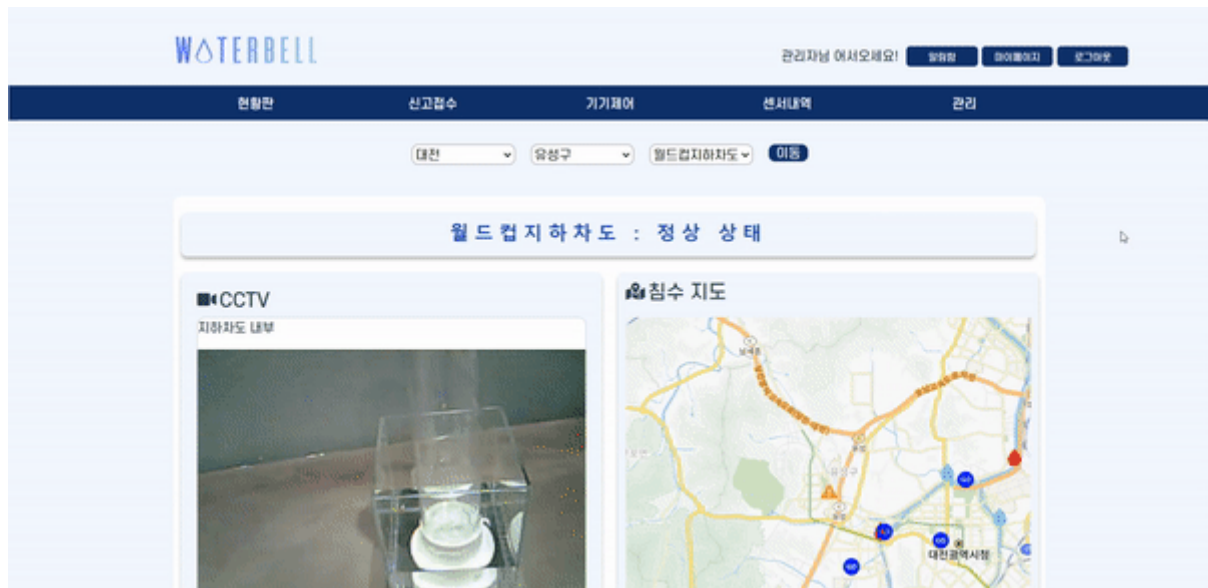 WATERBELL
관리자님 어서오세요! 알림함 마이페이지 로그아웃
현황판 신고접수 기기제어 센서내역 관리
대전 유성구 월드컵지하차도 이동
월드컵지하차도 : 정상 상태
CCTV
침수 지도
지하차도 내부
유성구
대전광역시청